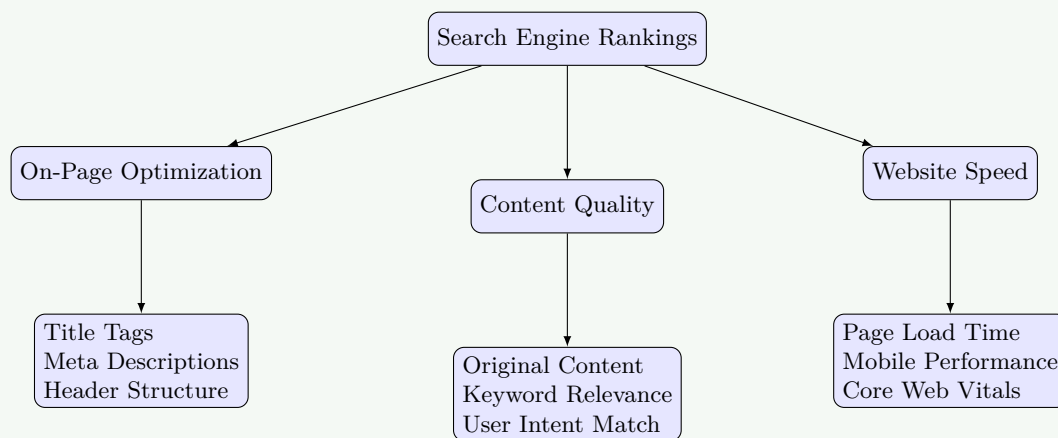 Search Engine Rankings
On-Page Optimization
Content Quality
Website Speed
Title Tags
Meta Descriptions
Header Structure
Original Content
Keyword Relevance
User Intent Match
Page Load Time
Mobile Performance
Core Web Vitals